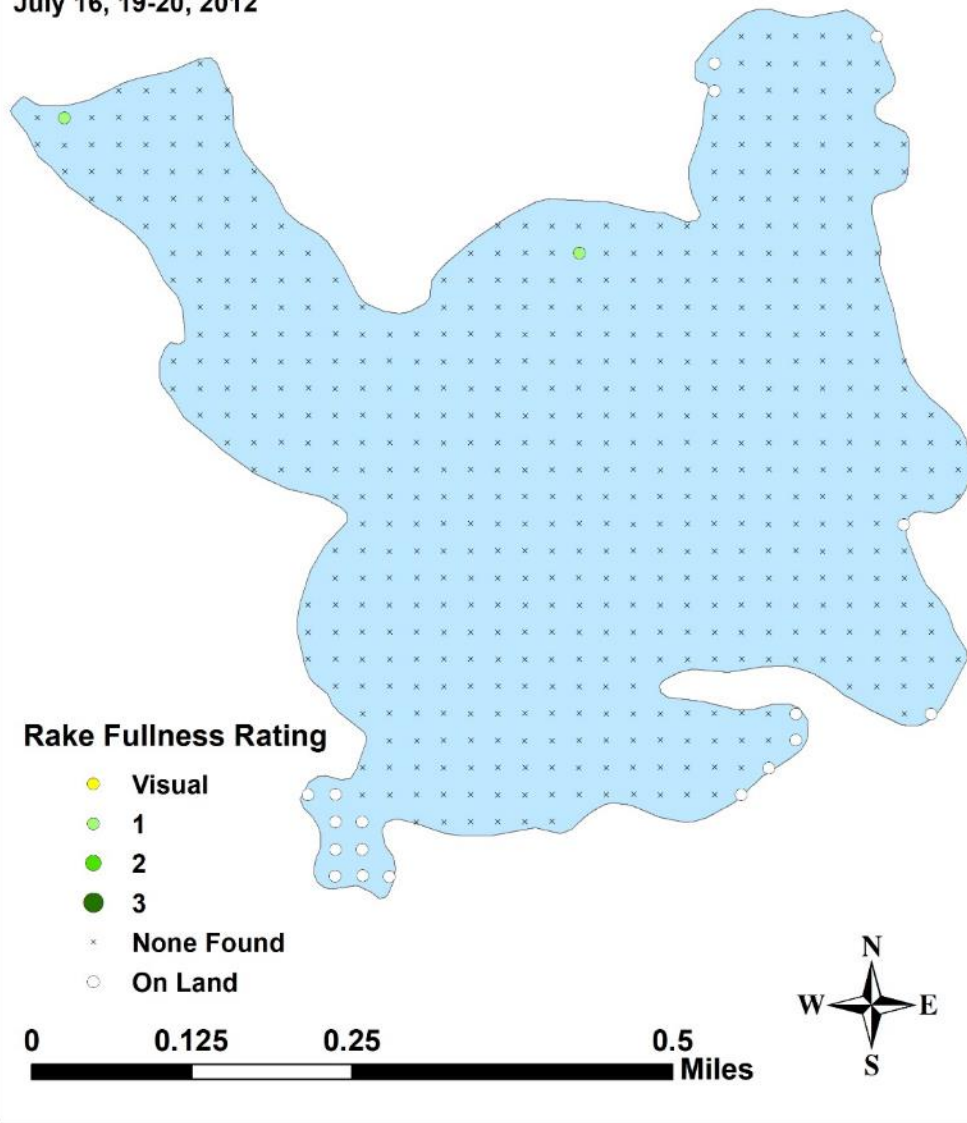 July 16, 19-20, 2012
Rake Fullness Rating
Visual
1
2
3
None Found
On Land
N
W E
S
0 0.125 0.25 0.5
Miles